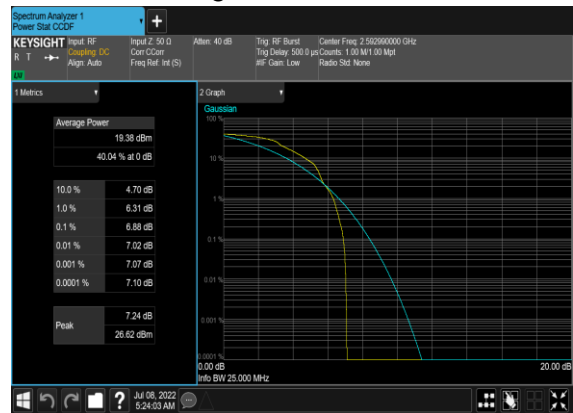 Spectrum Analyzer 1
Power Stat CCDF
KEYSIGHT
R T
Input: RF
Coupling: DC
Align: Auto
Input Z: 50 Ω
Corr CCorr
Freq Ref: Int (S)
Atten: 40 dB
Trig: RF Burst
Trig Delay: 500.0 µs
#IF Gain: Low
Center Freq: 2.592990000 GHz
Counts: 1.00 M/1.00 Mpt
Radio Std: None
1 Metrics
Average Power
19.38 dBm
40.04 % at 0 dB
10.0 % 4.70 dB
1.0 % 6.31 dB
0.1 % 6.88 dB
0.01 % 7.02 dB
0.001 % 7.07 dB
0.0001 % 7.10 dB
Peak
7.24 dB
26.62 dBm
2 Graph
Gaussian
100 %
10 %
1 %
0.1 %
0.01 %
0.001 %
0.0001 %
0.00 dB 20.00 dB
Info BW 25.000 MHz
?
Jul 08, 2022
5:24:03 AM